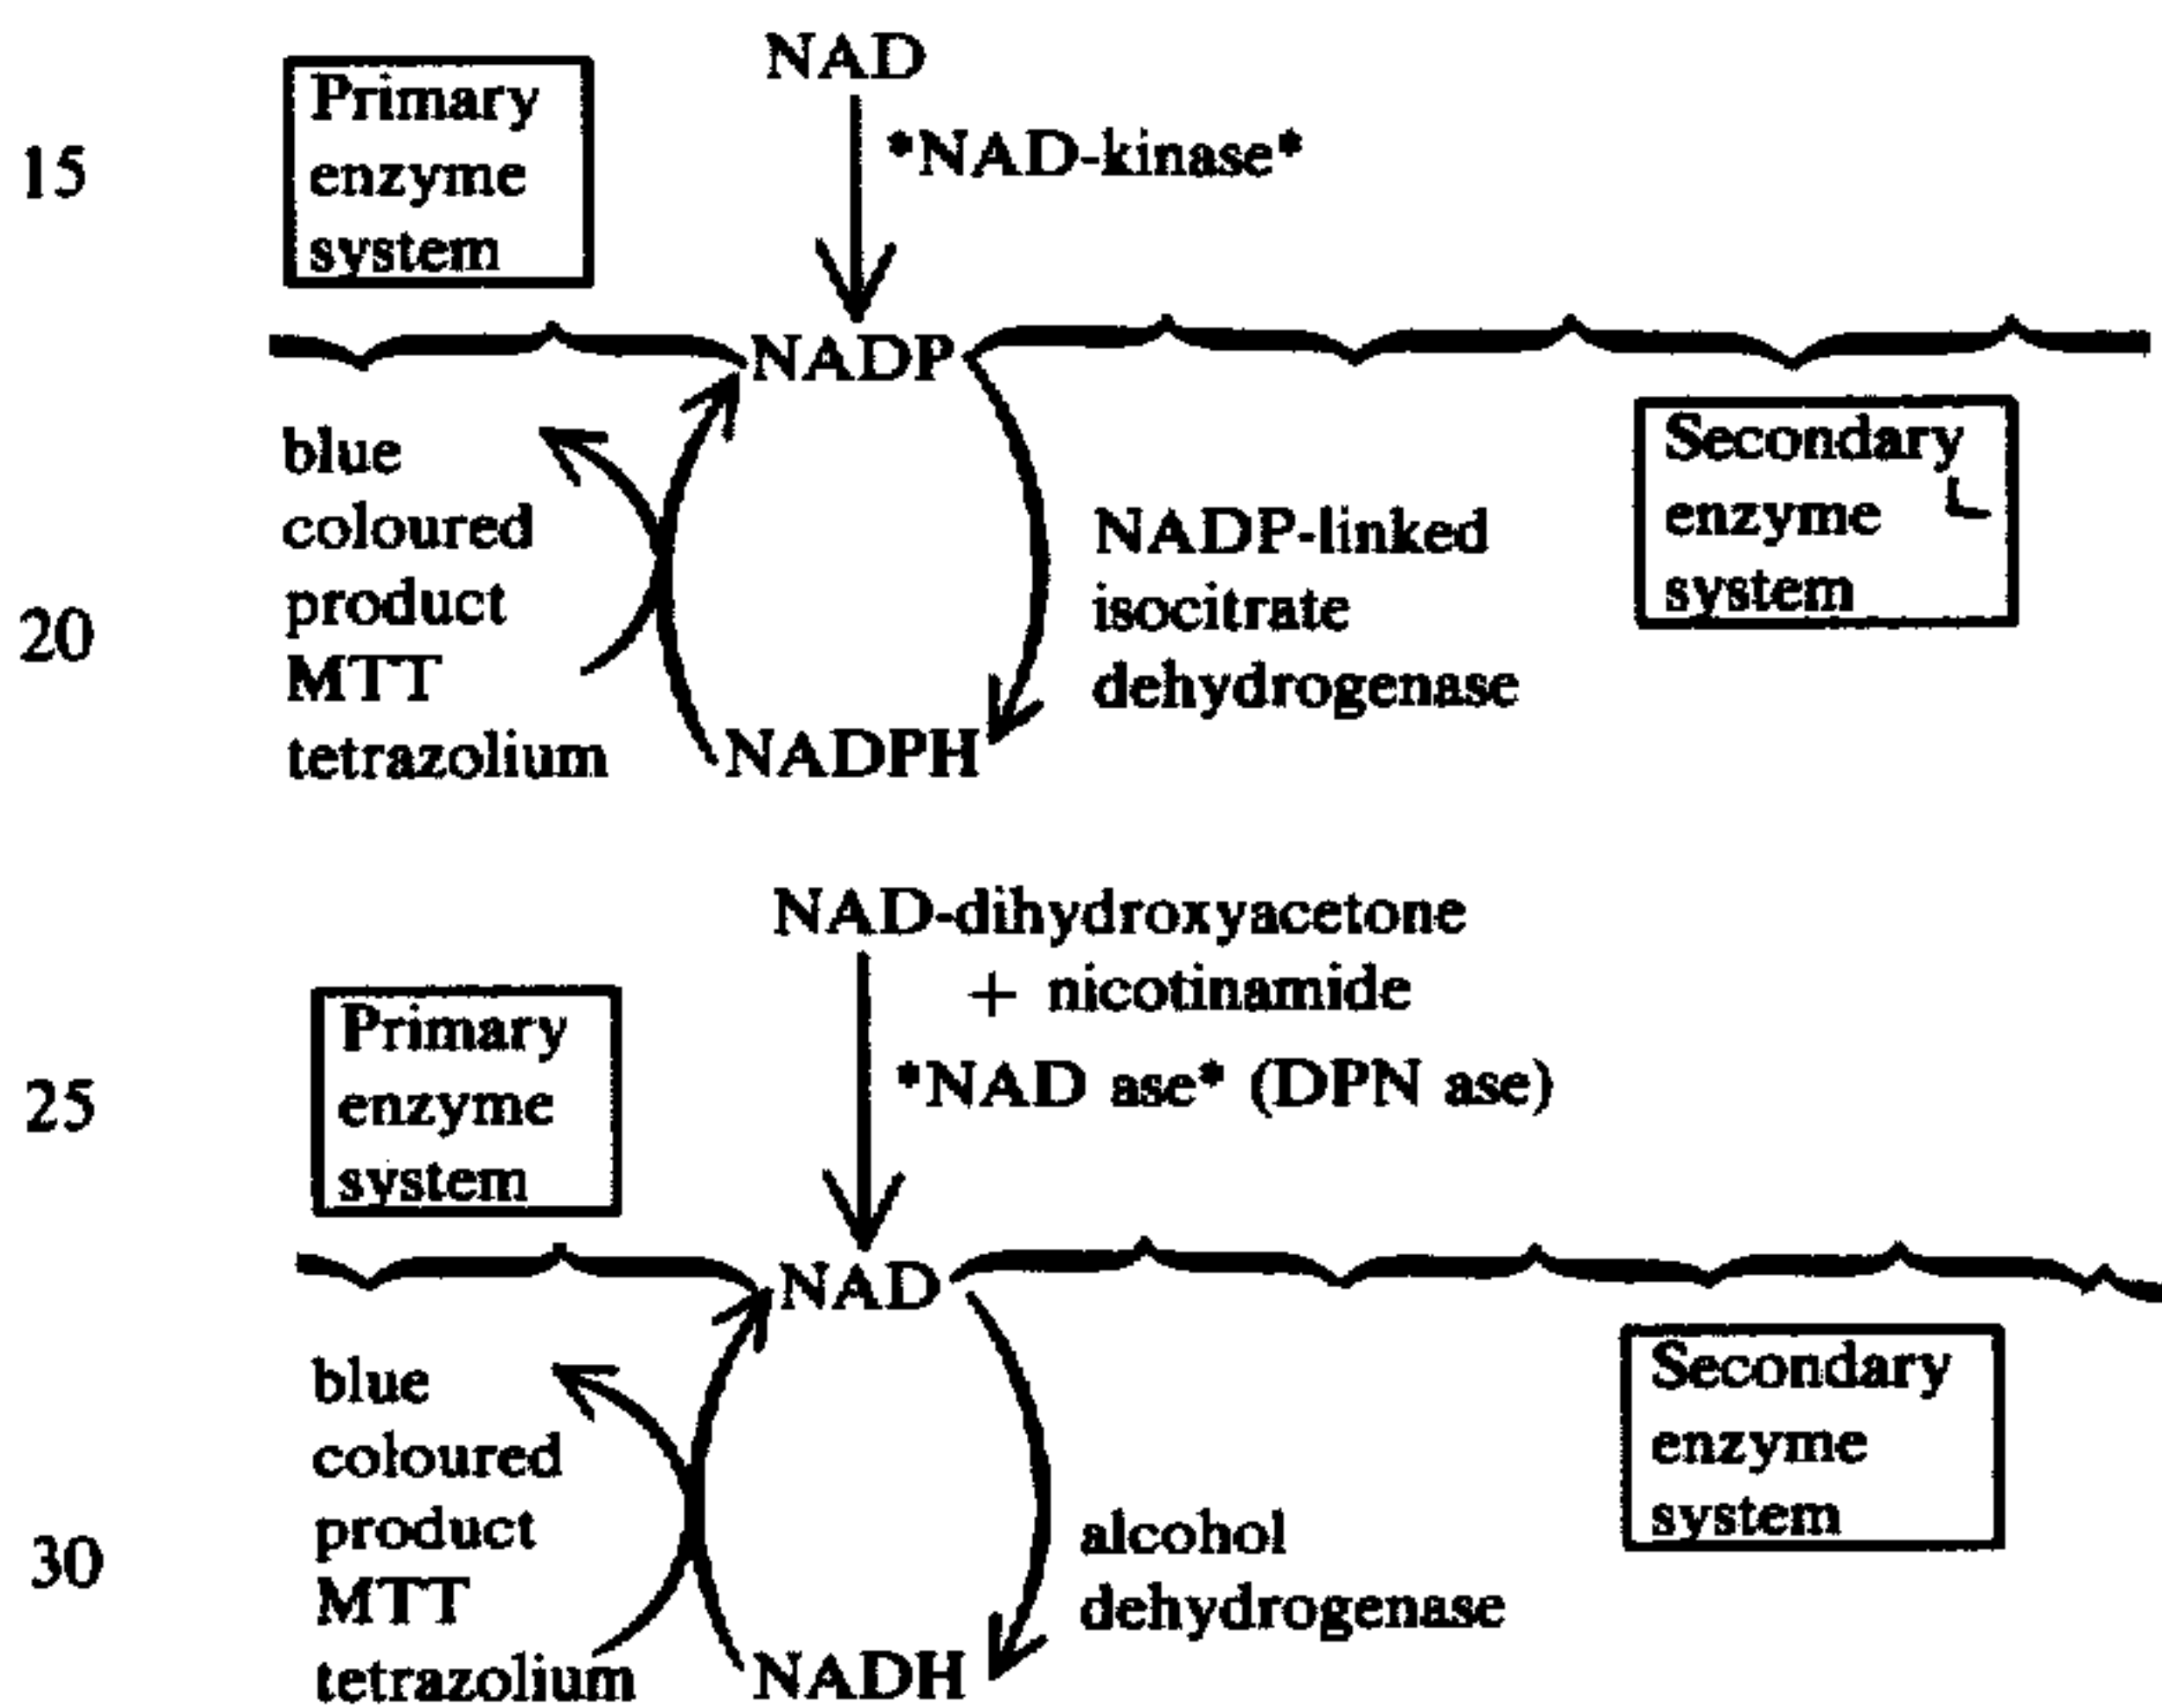 NAD
Primary
enzyme
system
15
*NAD-kinase*
NADP
blue
coloured
product
MTT
tetrazolium
20
NADP-linked
isocitrate
dehydrogenase
Secondary
enzyme
system
NADPH
NAD-dihydroxyacetone
+ nicotinamide
*NAD ase* (DPN ase)
Primary
enzyme
system
25
NAD
blue
coloured
product
MTT
tetrazolium
30
alcohol
dehydrogenase
Secondary
enzyme
system
NADH